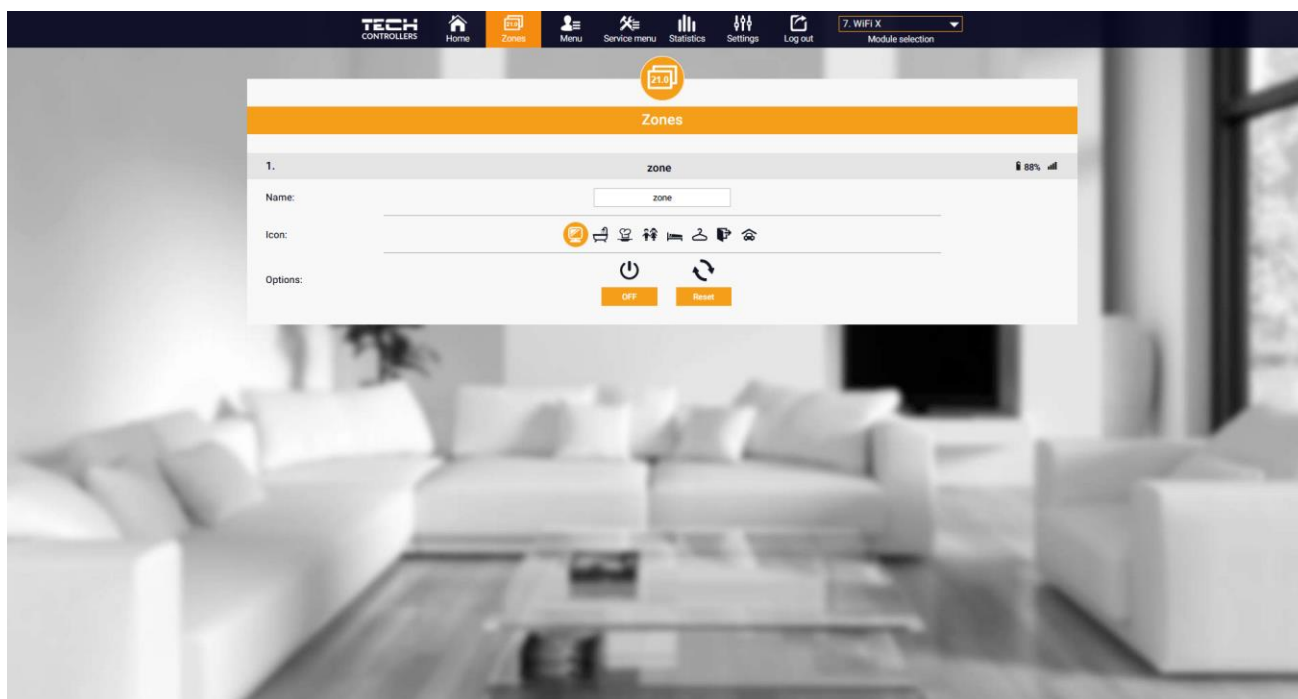 TECH
CONTROLLERS
Home
21.0
Zones
Menu
Service menu
Statistics
Settings
Log out
7. WiFi X
Module selection
21.0
Zones
1.
zone
88%
Name:
zone
Icon:
Options:
OFF
Reset